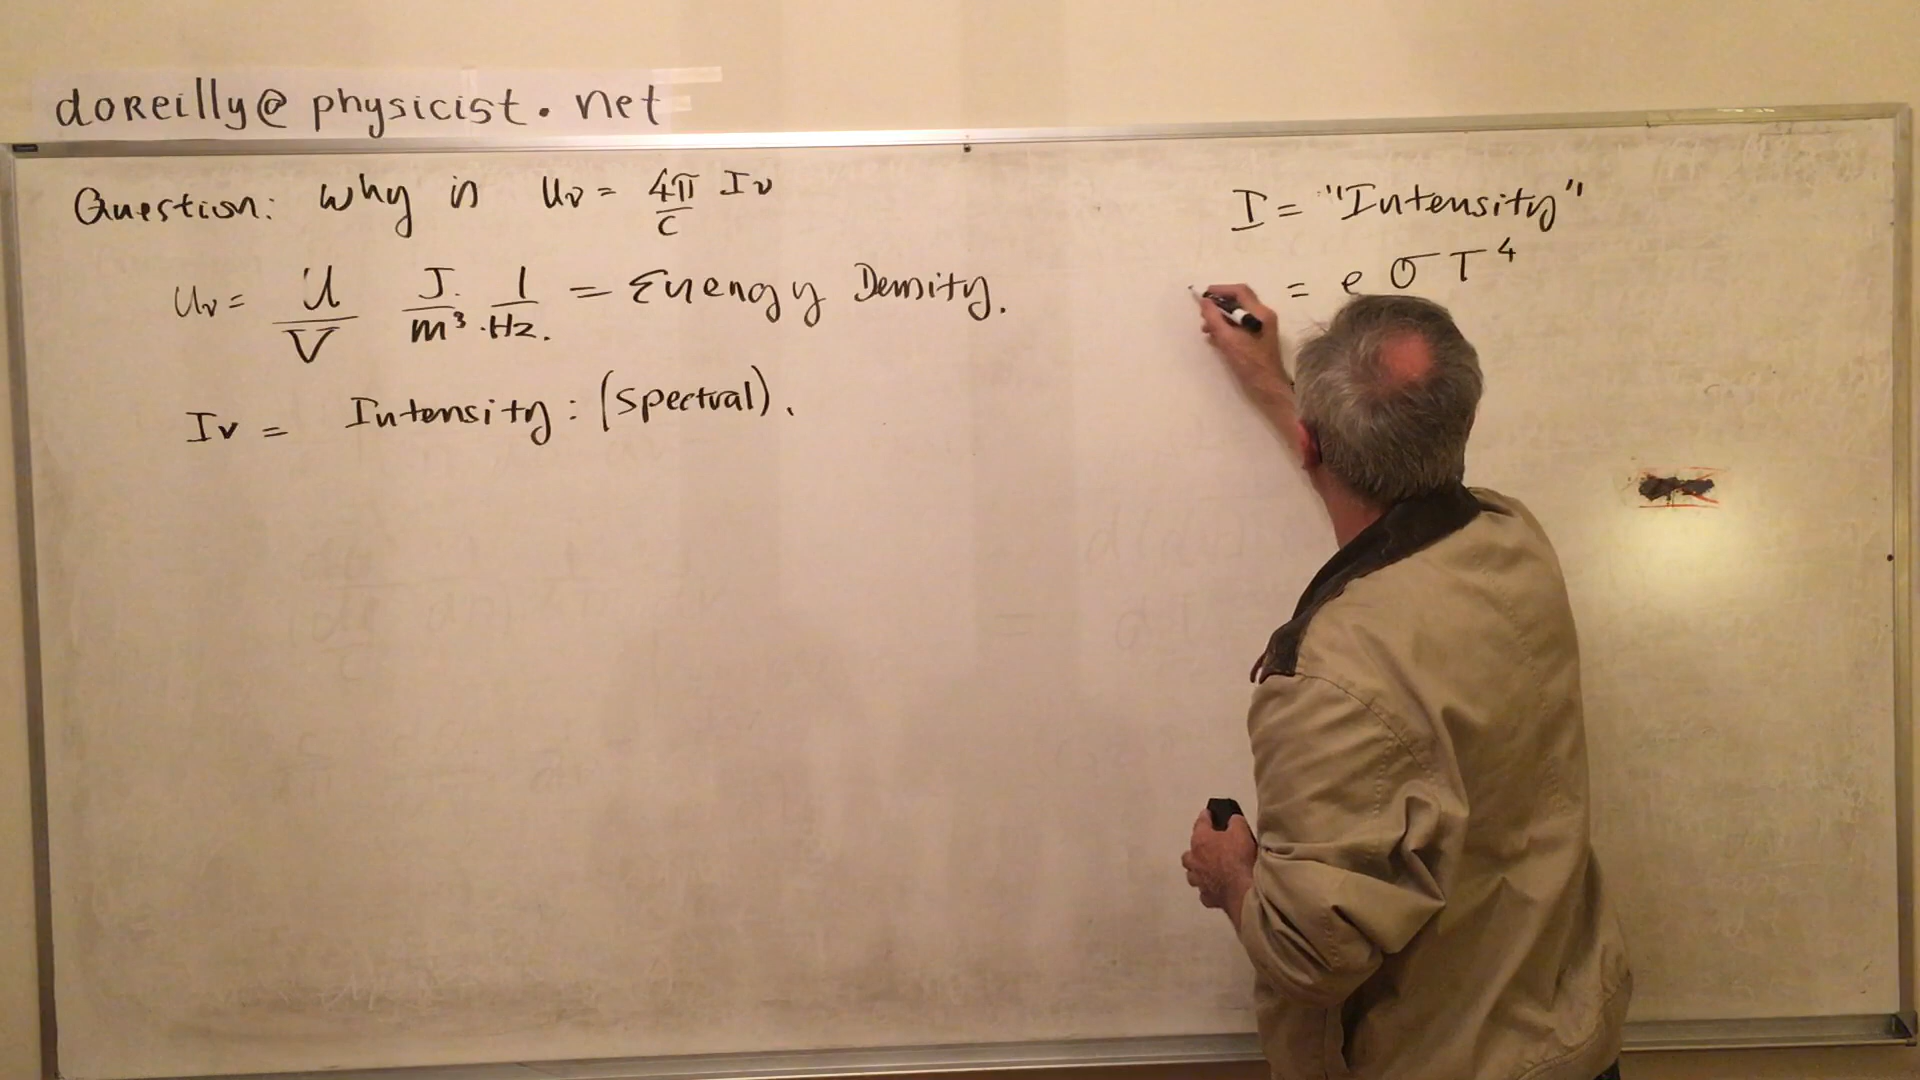 doReilly@physicist.net
Question: Why is uν = 4π/c Iν
uν = U/V J/m³ · 1/Hz. = Energy Density.
Iν = Intensity: (Spectral).
I = "Intensity"
= e σ T⁴